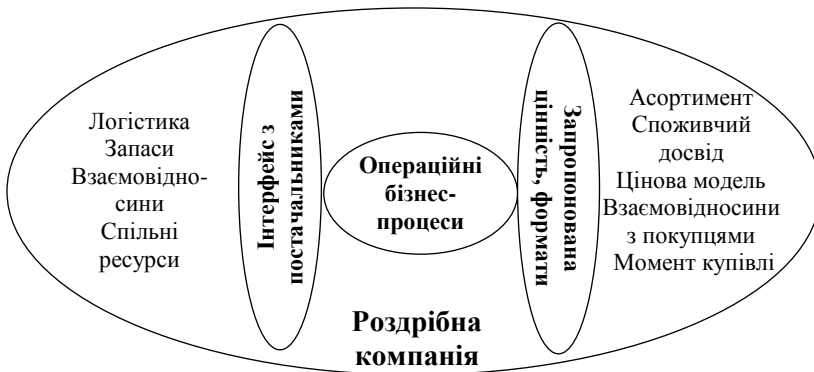 Логістика
Запаси
Взаємовідно-
сини
Спільні
ресурси
Інтерфейс з
постачальниками
Операційні
бізнес-
процеси
Запропонована
цінність, формати
Асортимент
Споживчий
досвід
Цінова модель
Взаємовідносини
з покупцями
Момент купівлі
Роздрібна
компанія